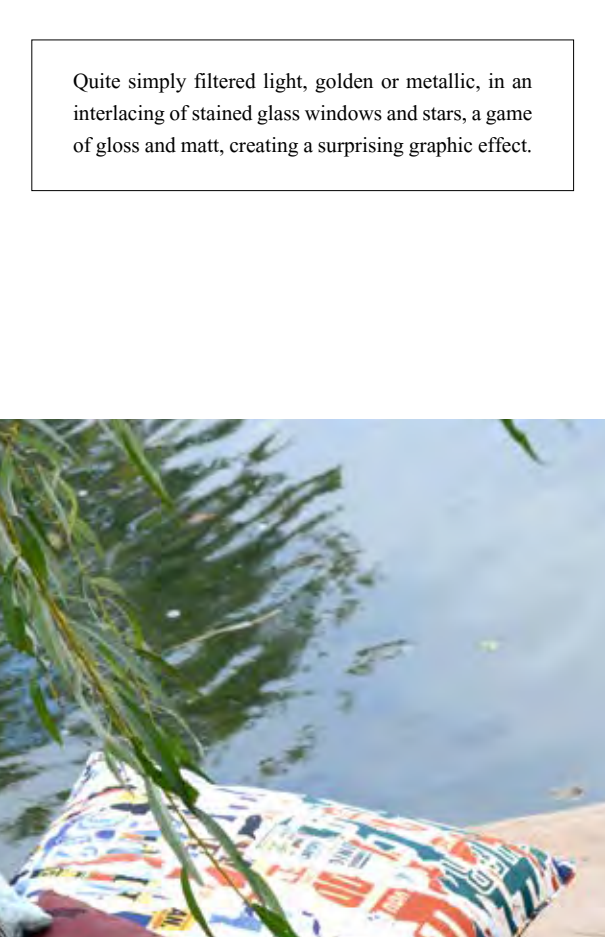 Quite simply filtered light, golden or metallic, in an
interlacing of stained glass windows and stars, a game
of gloss and matt, creating a surprising graphic effect.